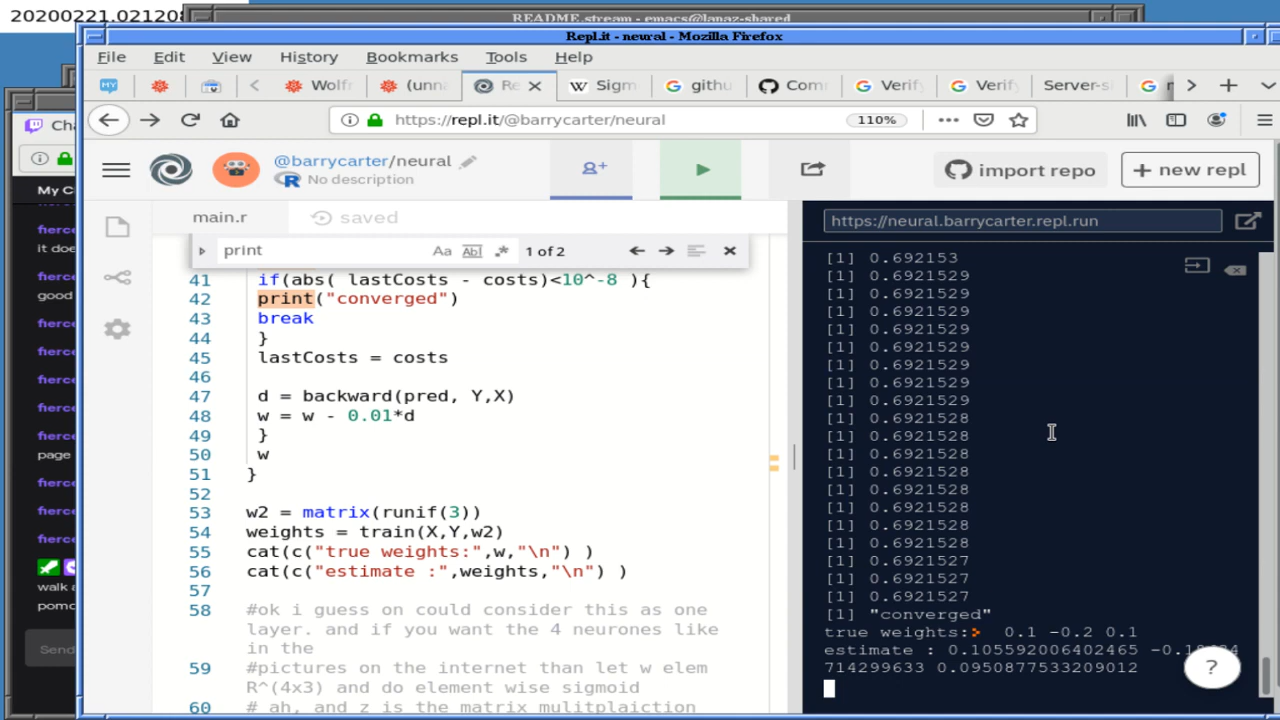 20200221.02120
README.stream - emacs@lanaz-shared
Repl.it - neural - Mozilla Firefox
File Edit View History Bookmarks Tools Help
Wolf (unn Re Sigm githu Com Verify Verify Server-s
https://repl.it/@barrycarter/neural 110%
@barrycarter/neural
No description
import repo
+ new repl
My C
it doe
good
fierce
fierce
fierce
fierce
page
fierce
fierce
fierce
walk a
pomo
Send
main.r saved
print Aa Abl .* 1 of 2
41 if(abs( lastCosts - costs)<10^-8 ){
42 print("converged")
43 break
44 }
45 lastCosts = costs
46
47 d = backward(pred, Y,X)
48 w = w - 0.01*d
49 }
50 w
51 }
52
53 w2 = matrix(runif(3))
54 weights = train(X,Y,w2)
55 cat(c("true weights:",w,"\n") )
56 cat(c("estimate :",weights,"\n") )
57
58 #ok i guess on could consider this as one
layer. and if you want the 4 neurones like
in the
59 #pictures on the internet than let w elem
R^(4x3) and do element wise sigmoid
60 # ah, and z is the matrix mulitplaiction
https://neural.barrycarter.repl.run
[1] 0.692153
[1] 0.6921529
[1] 0.6921529
[1] 0.6921529
[1] 0.6921529
[1] 0.6921529
[1] 0.6921529
[1] 0.6921529
[1] 0.6921529
[1] 0.6921528
[1] 0.6921528
[1] 0.6921528
[1] 0.6921528
[1] 0.6921528
[1] 0.6921528
[1] 0.6921528
[1] 0.6921528
[1] 0.6921527
[1] 0.6921527
[1] 0.6921527
[1] "converged"
true weights: 0.1 -0.2 0.1
estimate : 0.105592006402465
714299633 0.0950877533209012
?